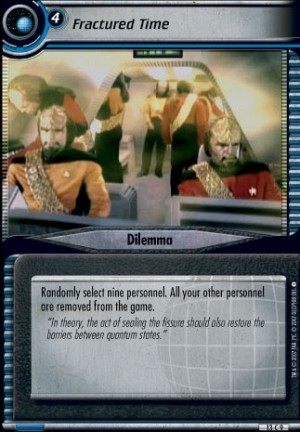 4
Fractured Time
Dilemma
Randomly select nine personnel. All your other personnel
are removed from the game.
"In theory, the act of sealing the fissure should also restore the
barriers between quantum states."